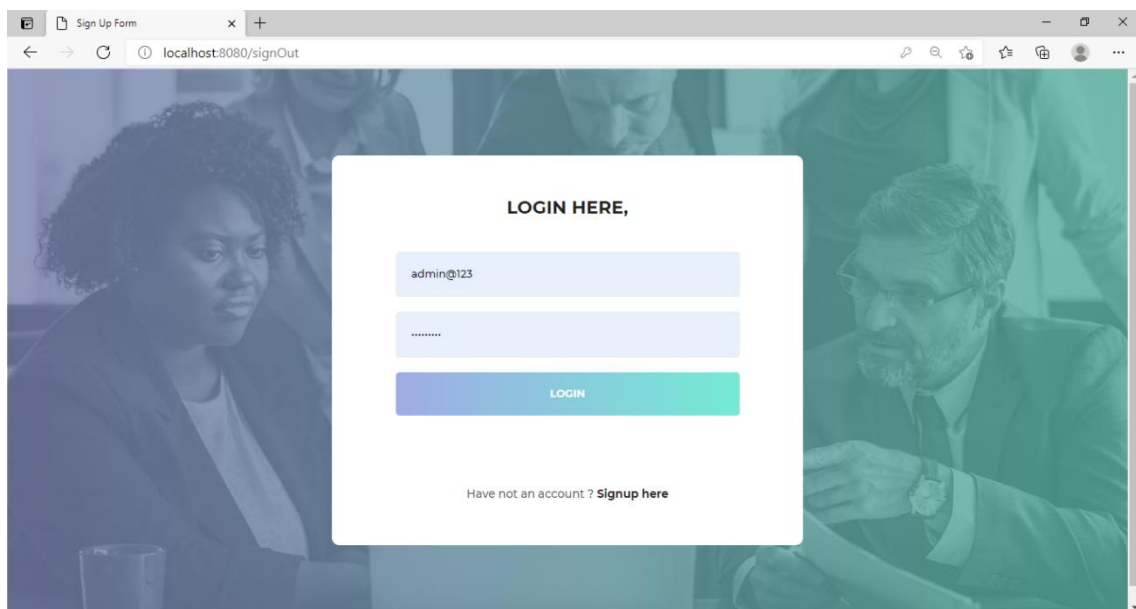 Sign Up Form
localhost:8080/signOut
LOGIN HERE,
admin@123
.........
LOGIN
Have not an account ? Signup here